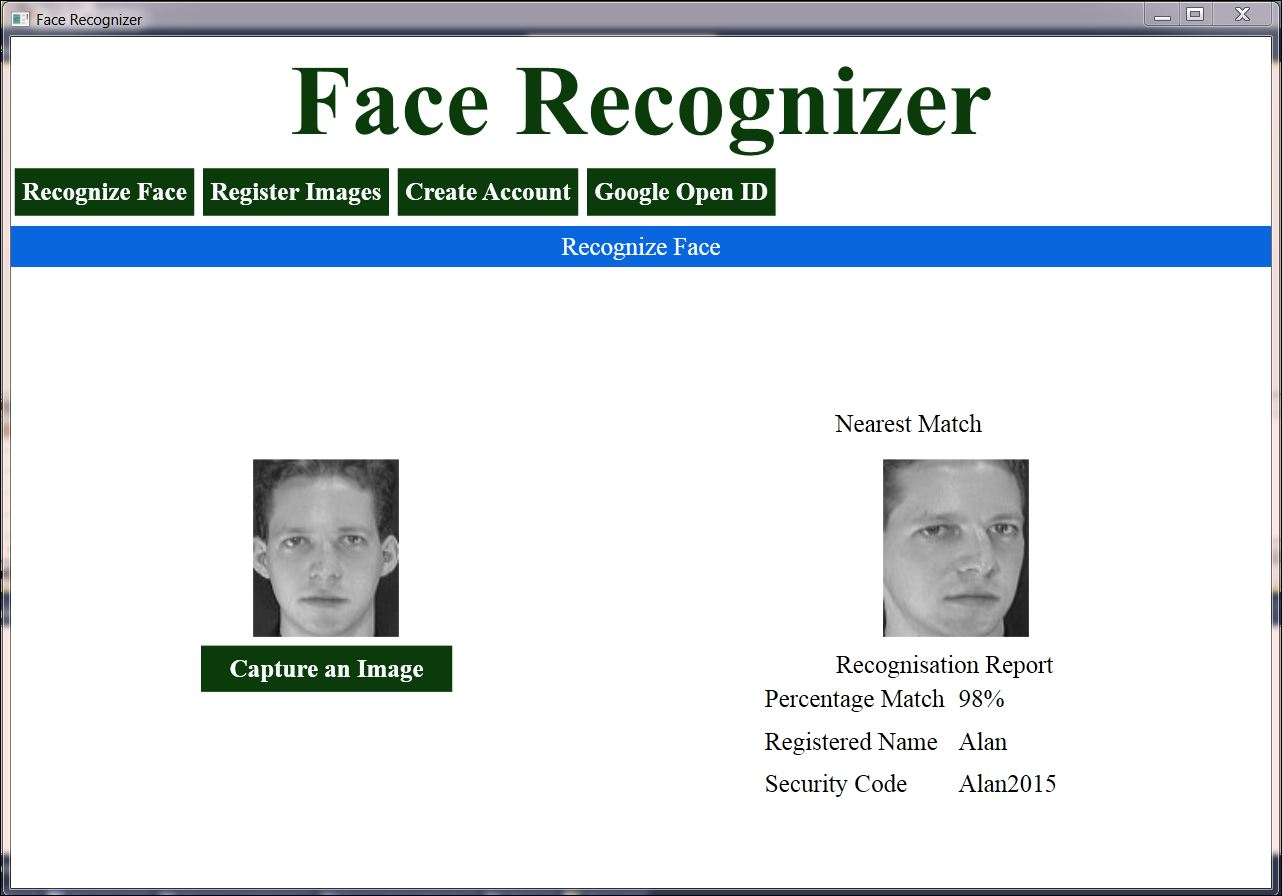 Face Recognizer
Face Recognizer
Recognize Face Register Images Create Account Google Open ID
Recognize Face
Nearest Match
Capture an Image
Recognisation Report
Percentage Match 98%
Registered Name Alan
Security Code Alan2015